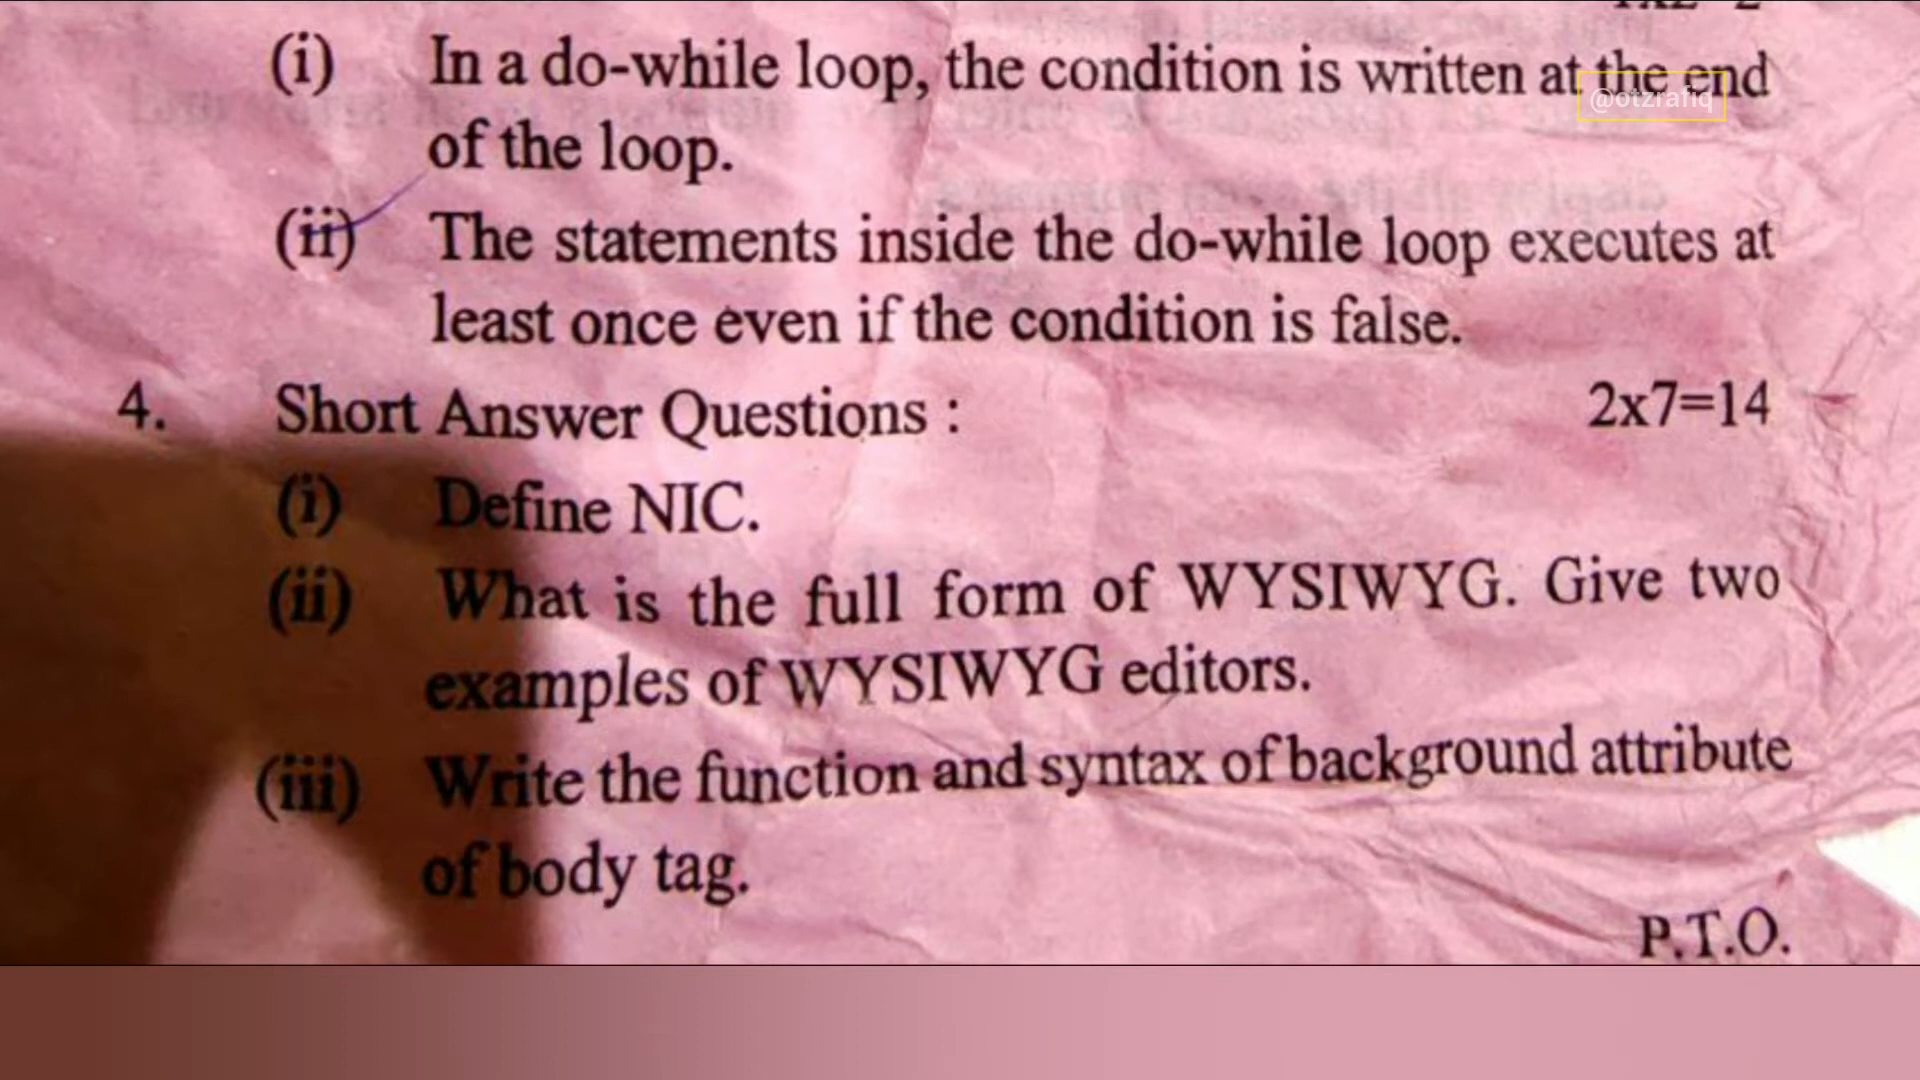 (i) In a do-while loop, the condition is written at the end
@otzrafiq
of the loop.
(ii) The statements inside the do-while loop executes at
least once even if the condition is false.
4. Short Answer Questions : 2x7=14
(i) Define NIC.
(ii) What is the full form of WYSIWYG. Give two
examples of WYSIWYG editors.
(iii) Write the function and syntax of background attribute
of body tag.
P.T.O.